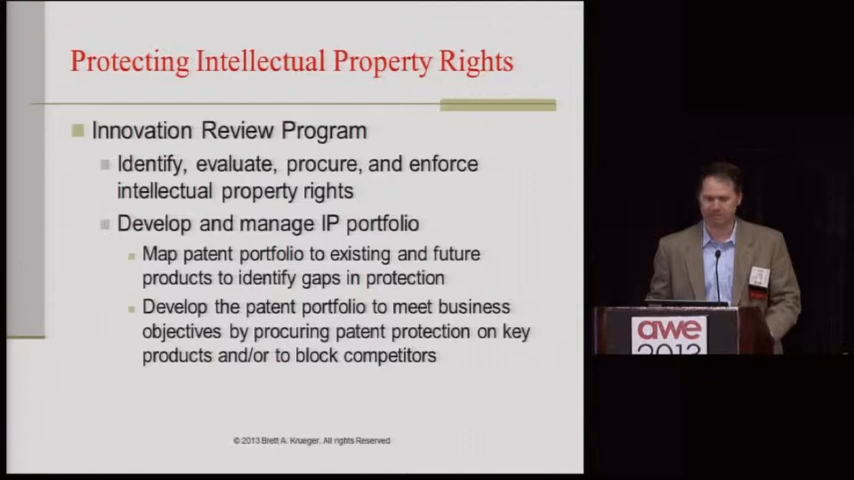 Protecting Intellectual Property Rights
Innovation Review Program
Identify, evaluate, procure, and enforce
intellectual property rights
Develop and manage IP portfolio
Map patent portfolio to existing and future
products to identify gaps in protection
Develop the patent portfolio to meet business
objectives by procuring patent protection on key
products and/or to block competitors
© 2013 Brett A. Krueger. All rights Reserved
awe
2013